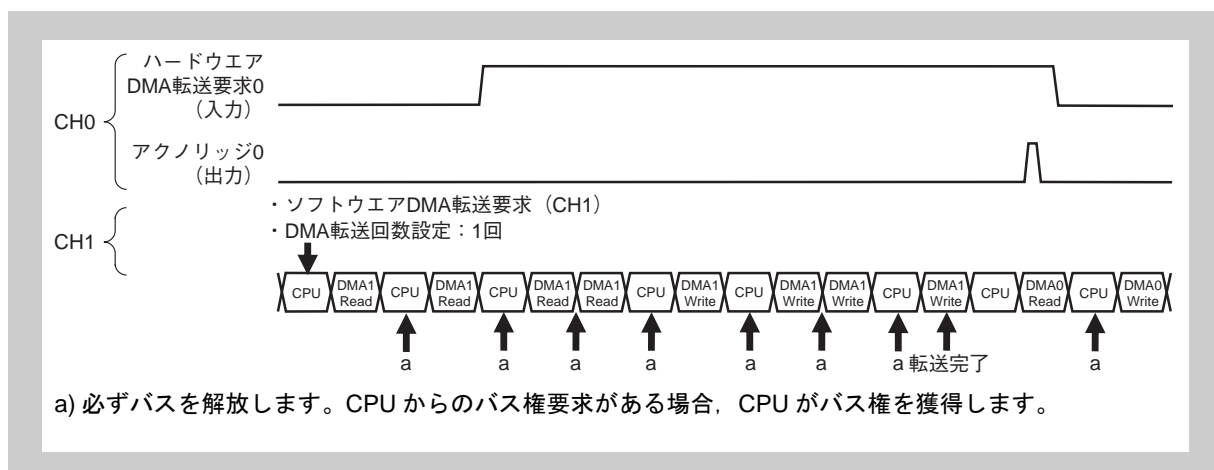 ハードウエア
DMA転送要求0
（入力）
CH0
アクノリッジ0
（出力）
・ソフトウエアDMA転送要求（CH1）
・DMA転送回数設定：1回
CH1
CPU DMA1 Read CPU DMA1 Read CPU DMA1 Read DMA1 Read CPU DMA1 Write CPU DMA1 Write DMA1 Write CPU DMA1 Write CPU DMA0 Read CPU DMA0 Write
a a a a a a a 転送完了 a
a) 必ずバスを解放します。CPU からのバス権要求がある場合，CPU がバス権を獲得します。